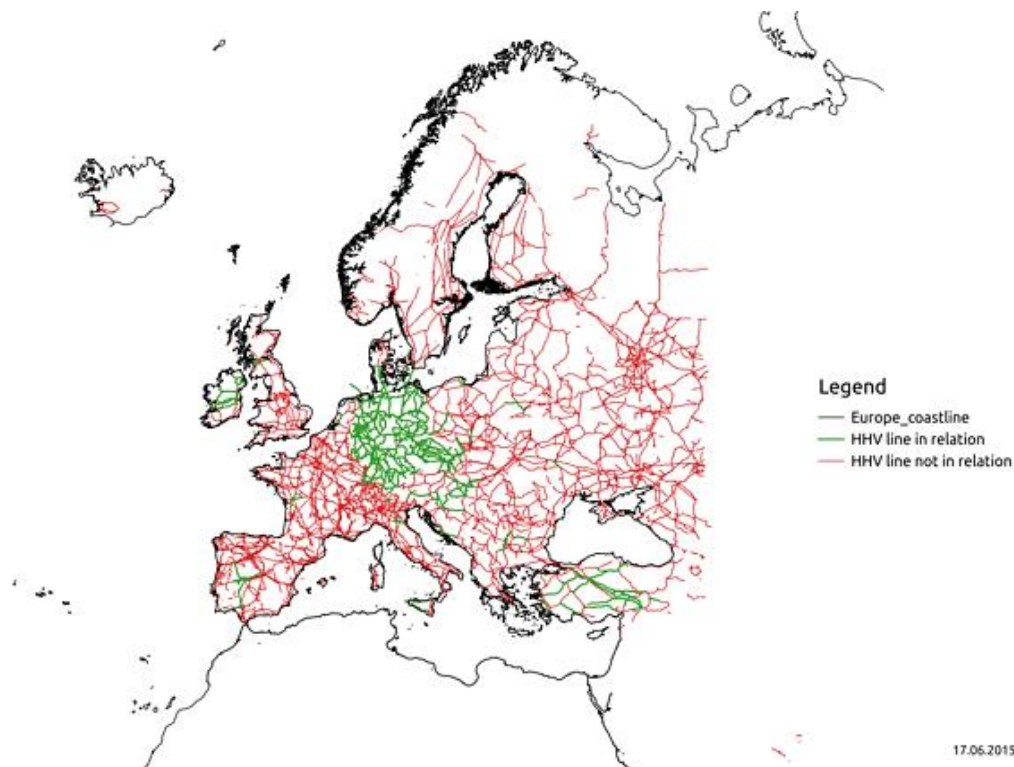 Legend
Europe_coastline
HHV line in relation
HHV line not in relation
17.06.2015